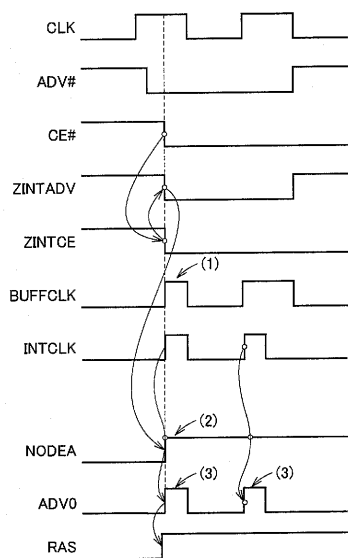 CLK
ADV#
CE#
ZINTADV
ZINTCE
(1)
BUFFCLK
INTCLK
(2)
NODEA
(3) (3)
ADV0
RAS